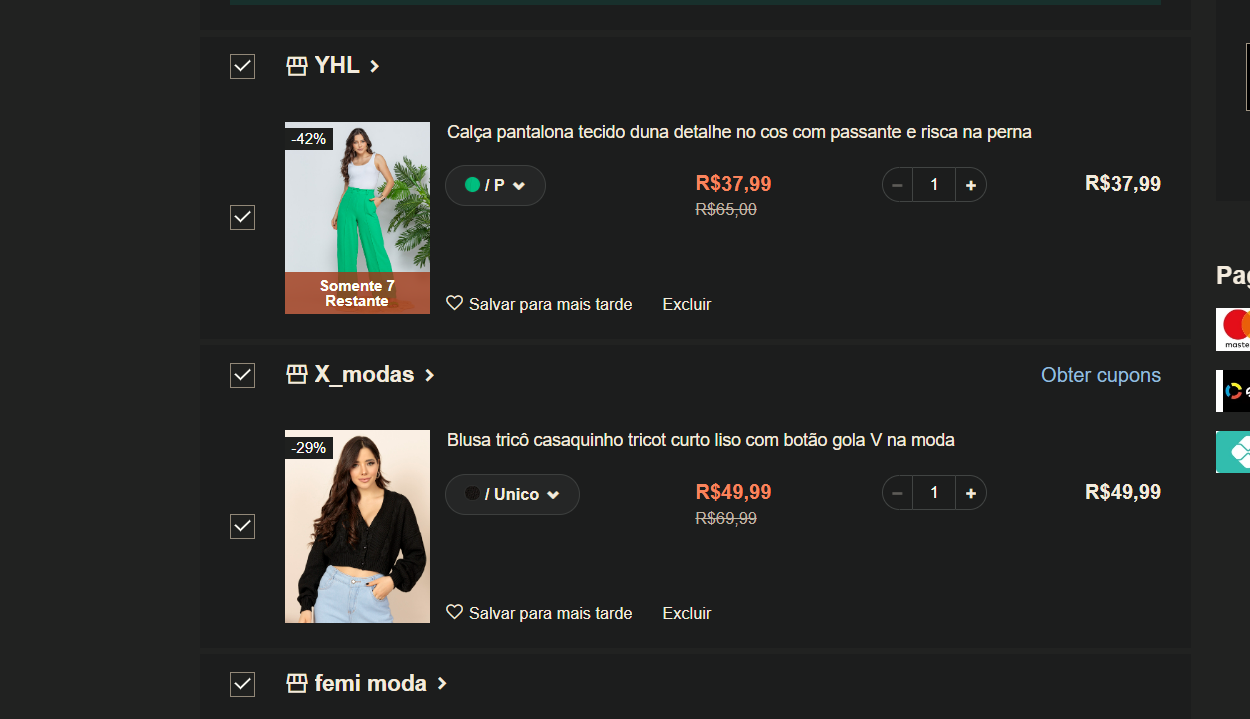 YHL
-42%
Calça pantalona tecido duna detalhe no cos com passante e risca na perna
/ P
R$37,99
1
R$37,99
R$65,00
Somente 7
Restante
Salvar para mais tarde
Excluir
Pag
maste
X_modas
Obter cupons
-29%
Blusa tricô casaquinho tricot curto liso com botão gola V na moda
/ Unico
R$49,99
1
R$49,99
R$69,99
Salvar para mais tarde
Excluir
femi moda